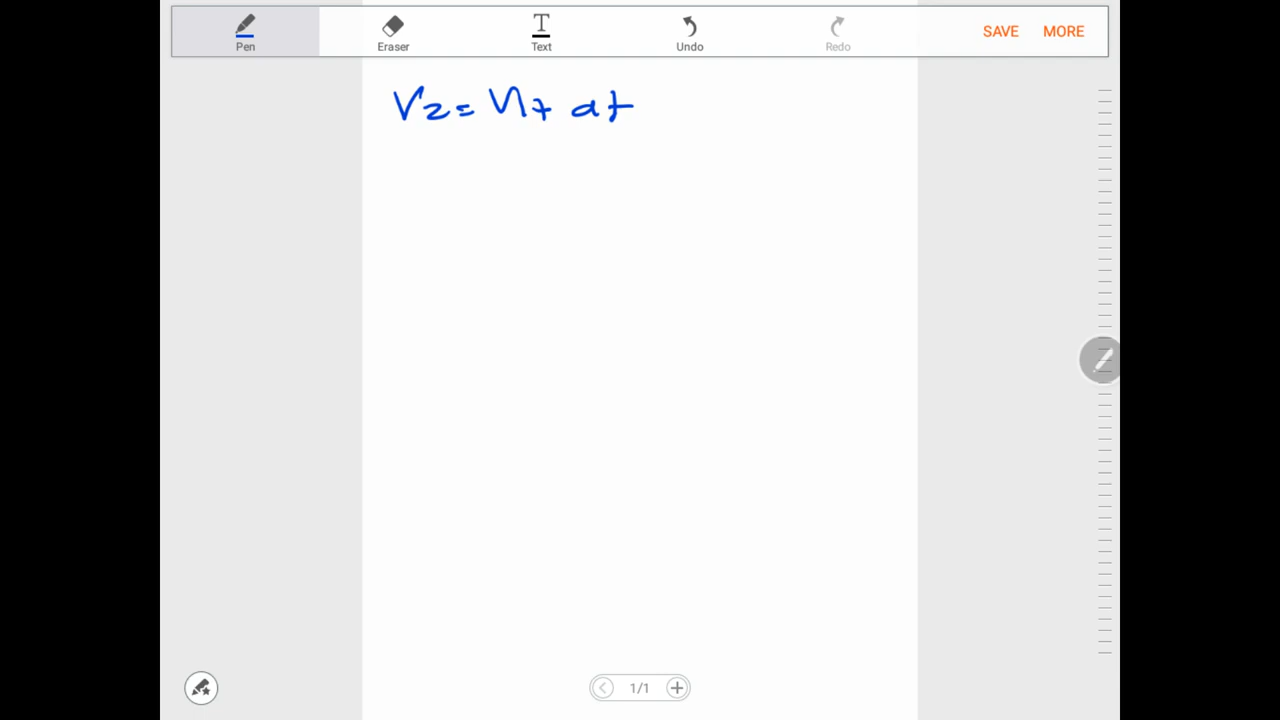 Pen
Eraser
Text
Undo
Redo
SAVE
MORE
V2 = V1 + at
1/1